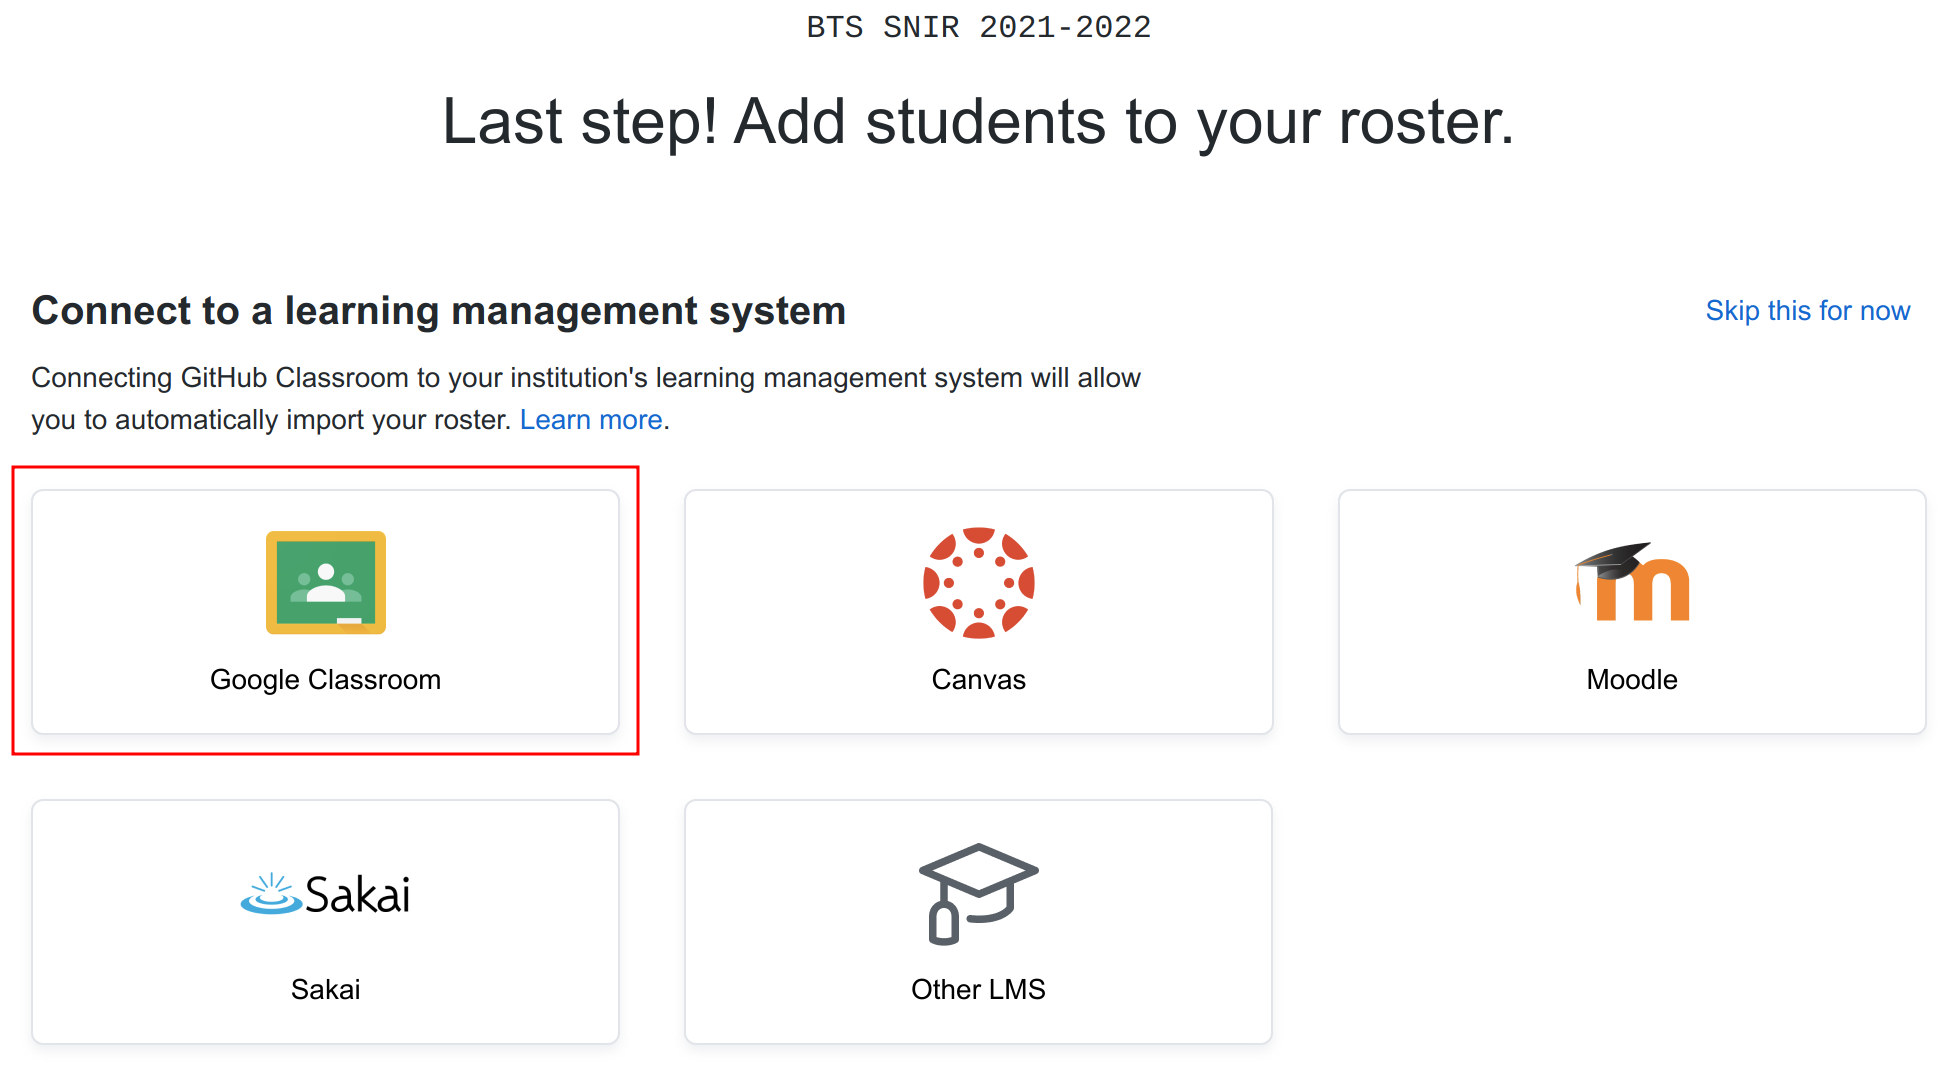 BTS SNIR 2021-2022
Last step! Add students to your roster.
Connect to a learning management system
Skip this for now
Connecting GitHub Classroom to your institution's learning management system will allow
you to automatically import your roster. Learn more.
Google Classroom
Canvas
m
Moodle
Sakai
Sakai
Other LMS